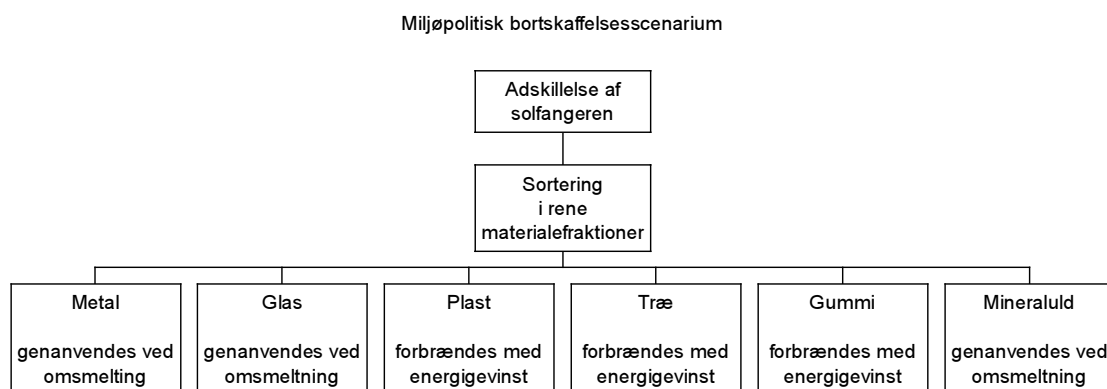 Miljøpolitisk bortskaffelsesscenarium
Adskillelse af
solfangeren
Sortering
i rene
materialefraktioner
Metal
genanvendes ved
omsmelting
Glas
genanvendes ved
omsmeltning
Plast
forbrændes med
energigevinst
Træ
forbrændes med
energigevinst
Gummi
forbrændes med
energigevinst
Mineraluld
genanvendes ved
omsmeltning